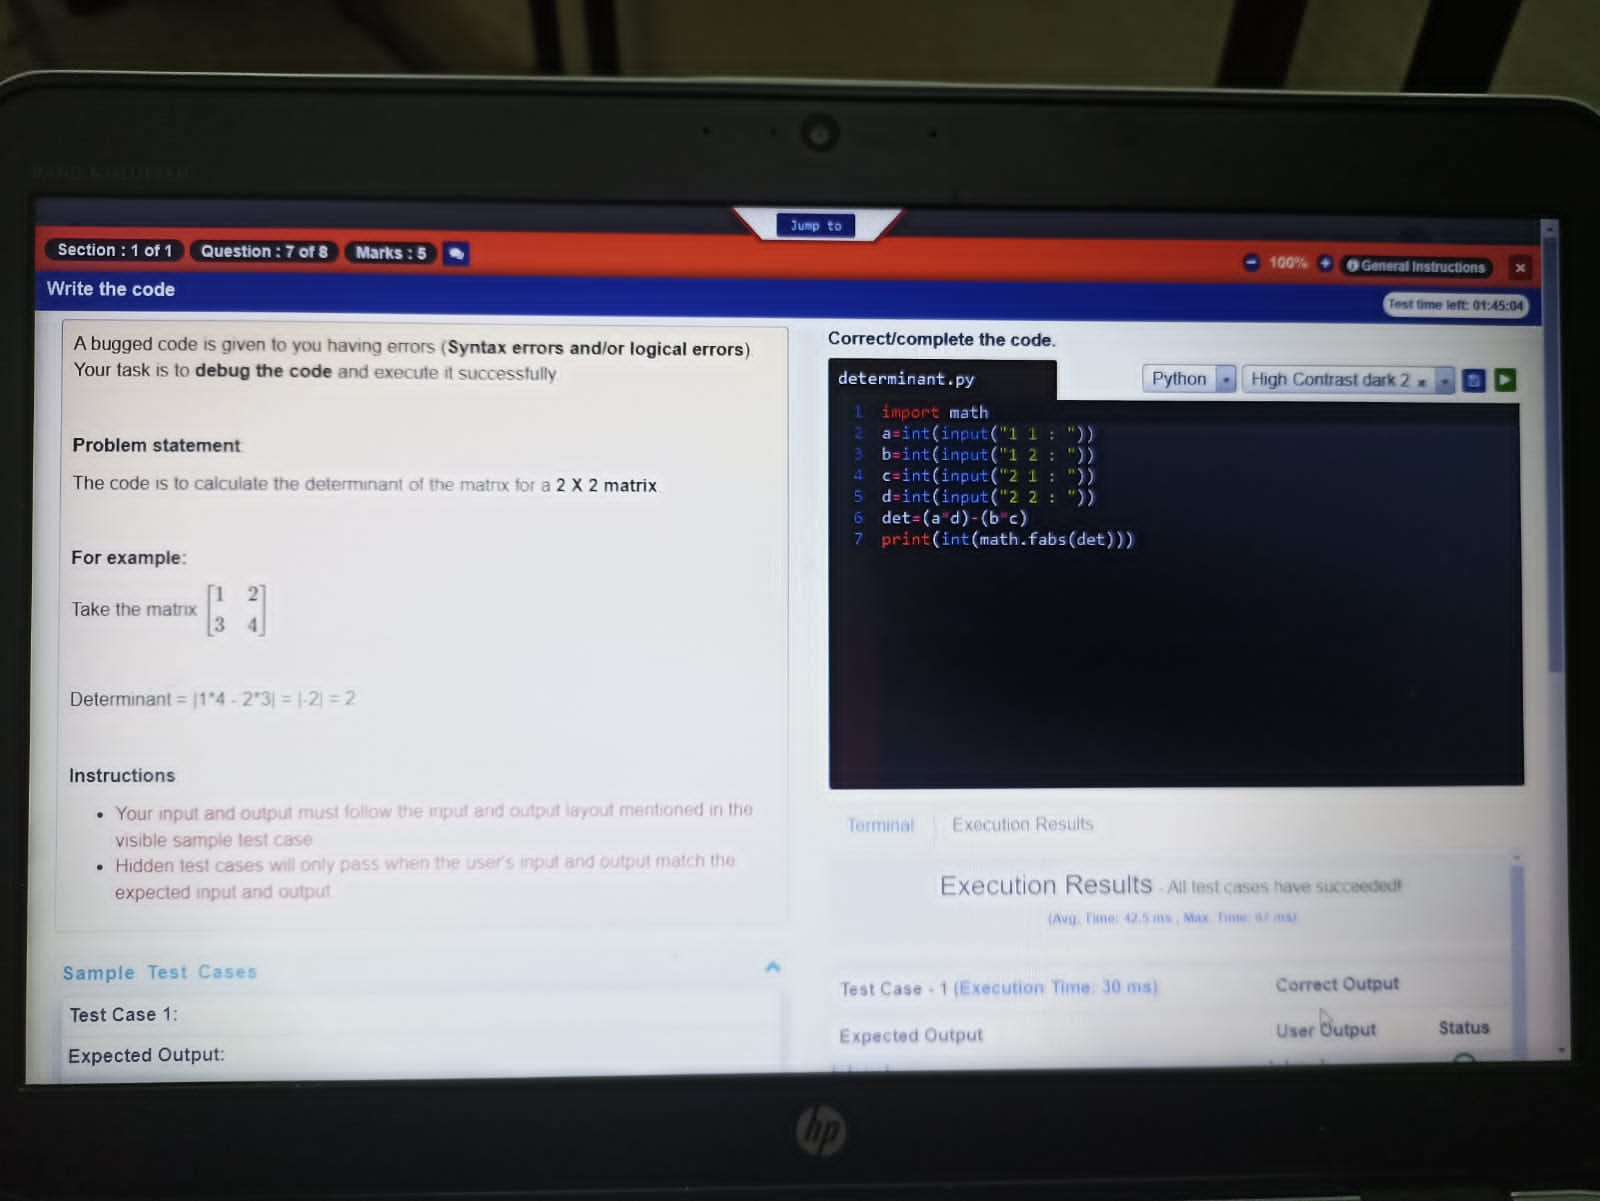 Jump to
Section : 1 of 1 Question : 7 of 8 Marks : 5
100% General Instructions ×
Write the code
Test time left: 01:45:04
A bugged code is given to you having errors (Syntax errors and/or logical errors).
Your task is to debug the code and execute it successfully.
Problem statement
The code is to calculate the determinant of the matrix for a 2 X 2 matrix.
For example:
Take the matrix
1 2
3 4
Determinant = |1*4 - 2*3| = |-2| = 2
Instructions
• Your input and output must follow the input and output layout mentioned in the
visible sample test case
• Hidden test cases will only pass when the user's input and output match the
expected input and output.
Sample Test Cases
Test Case 1:
Expected Output:
Correct/complete the code.
determinant.py
Python High Contrast dark 2
1 import math
2 a=int(input("1 1 : "))
3 b=int(input("1 2 : "))
4 c=int(input("2 1 : "))
5 d=int(input("2 2 : "))
6 det=(a*d)-(b*c)
7 print(int(math.fabs(det)))
Terminal Execution Results
Execution Results - All test cases have succeeded!
(Avg. Time: 42.5 ms , Max. Time: 67 ms)
Test Case - 1 (Execution Time: 30 ms) Correct Output
Expected Output User Output Status
hp